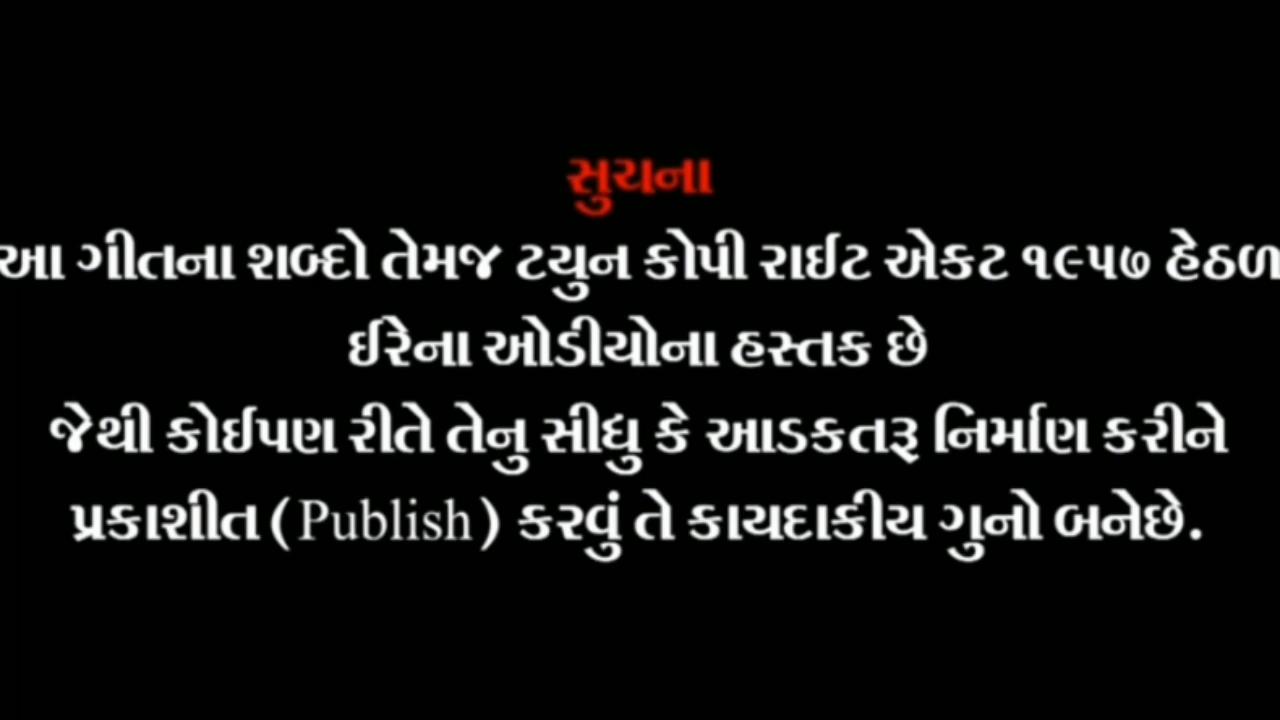 સુચના
આ ગીતના શબ્દો તેમજ ટયુન કોપી રાઈટ એકટ ૧૯૫૭ હેઠળ
ઈરેના ઓડીયોના હસ્તક છે
જેથી કોઈપણ રીતે તેનુ સીધુ કે આડકતરૂ નિર્માણ કરીને
પ્રકાશીત (Publish) કરવું તે કાયદાકીય ગુનો બનેછે.